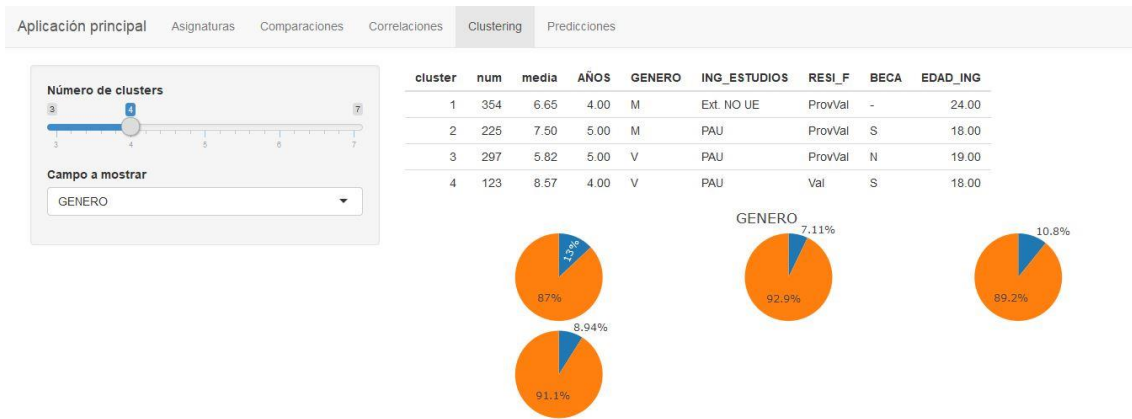 Aplicación principal Asignaturas Comparaciones Correlaciones Clustering Predicciones
Número de clusters
3 4 7
3 4 5 6 7
Campo a mostrar
GENERO
cluster num media AÑOS GENERO ING_ESTUDIOS RESI_F BECA EDAD_ING
1 354 6.65 4.00 M Ext. NO UE ProvVal - 24.00
2 225 7.50 5.00 M PAU ProvVal S 18.00
3 297 5.82 5.00 V PAU ProvVal N 19.00
4 123 8.57 4.00 V PAU Val S 18.00
GENERO
13%
87%
7.11%
92.9%
10.8%
89.2%
8.94%
91.1%